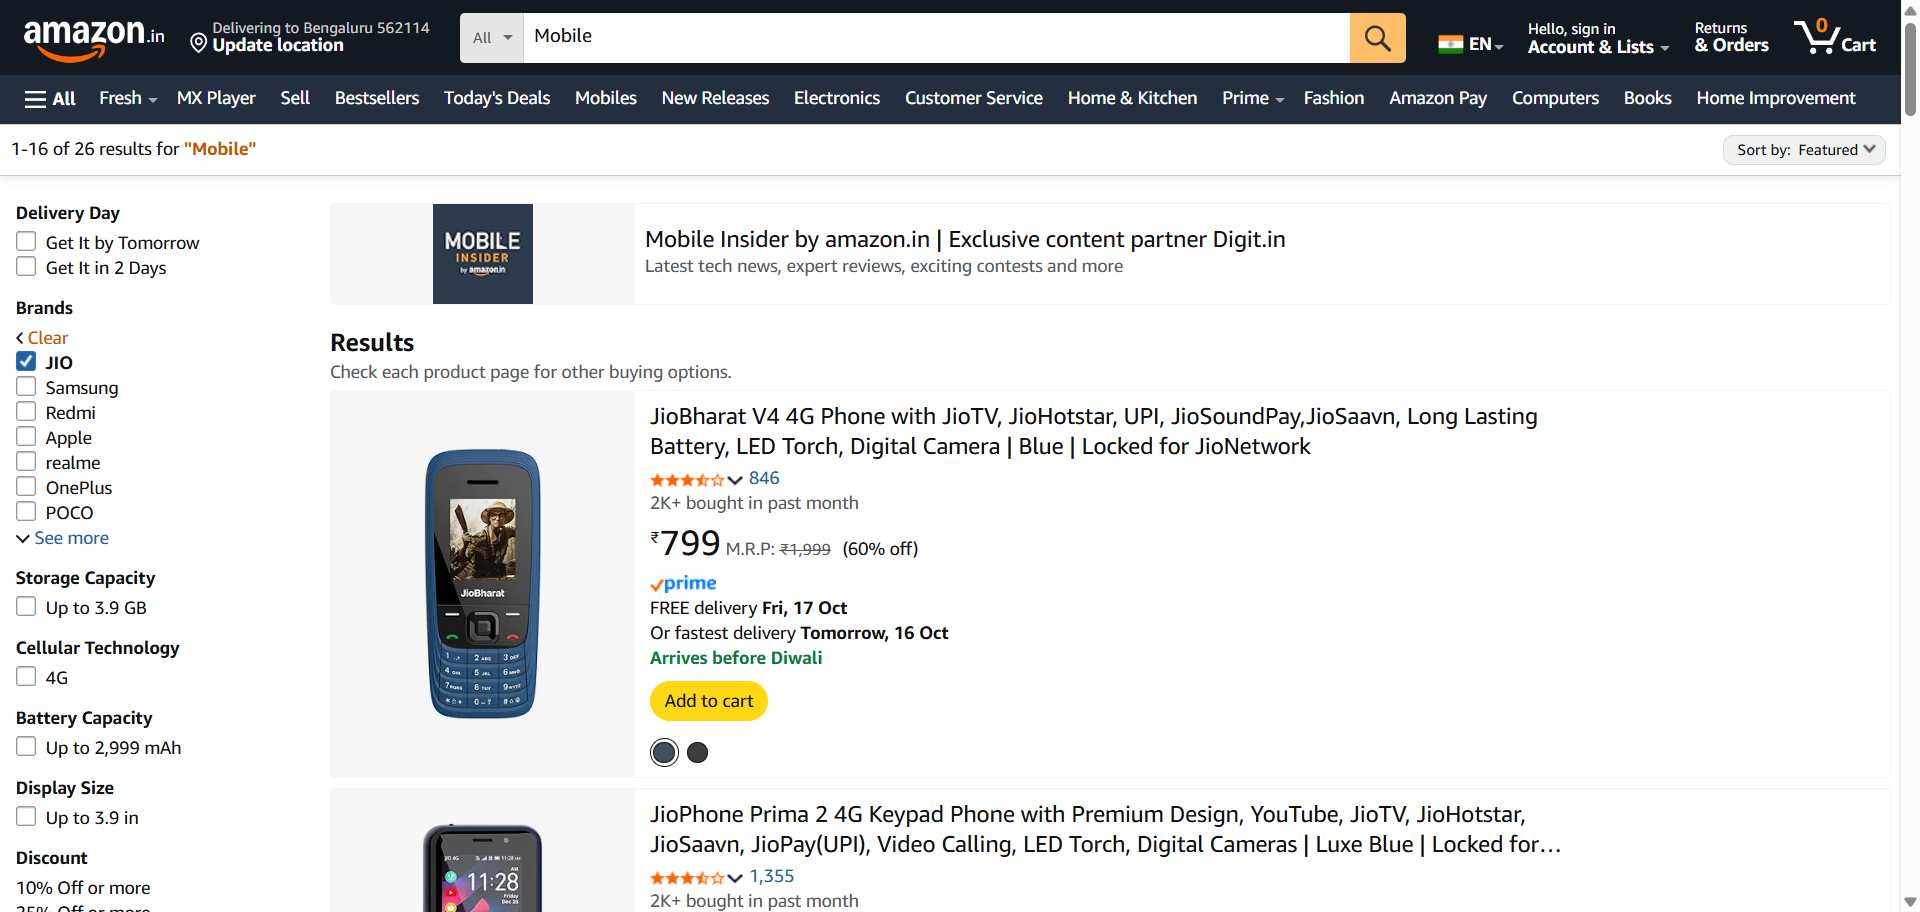 amazon.in
Delivering to Bengaluru 562114
Update location
All
Mobile
EN
Hello, sign in
Account & Lists
Returns
& Orders
0
Cart
All
Fresh
MX Player
Sell
Bestsellers
Today's Deals
Mobiles
New Releases
Electronics
Customer Service
Home & Kitchen
Prime
Fashion
Amazon Pay
Computers
Books
Home Improvement
1-16 of 26 results for "Mobile"
Sort by: Featured
Delivery Day
Get It by Tomorrow
Get It in 2 Days
Brands
Clear
JIO
Samsung
Redmi
Apple
realme
OnePlus
POCO
See more
Storage Capacity
Up to 3.9 GB
Cellular Technology
4G
Battery Capacity
Up to 2,999 mAh
Display Size
Up to 3.9 in
Discount
10% Off or more
25% Off or more
MOBILE
INSIDER
by amazon.in
Mobile Insider by amazon.in | Exclusive content partner Digit.in
Latest tech news, expert reviews, exciting contests and more
Results
Check each product page for other buying options.
JioBharat
JioBharat V4 4G Phone with JioTV, JioHotstar, UPI, JioSoundPay,JioSaavn, Long Lasting
Battery, LED Torch, Digital Camera | Blue | Locked for JioNetwork
846
2K+ bought in past month
₹799 M.R.P: ₹1,999 (60% off)
prime
FREE delivery Fri, 17 Oct
Or fastest delivery Tomorrow, 16 Oct
Arrives before Diwali
Add to cart
11:28
JioPhone Prima 2 4G Keypad Phone with Premium Design, YouTube, JioTV, JioHotstar,
JioSaavn, JioPay(UPI), Video Calling, LED Torch, Digital Cameras | Luxe Blue | Locked for…
1,355
2K+ bought in past month